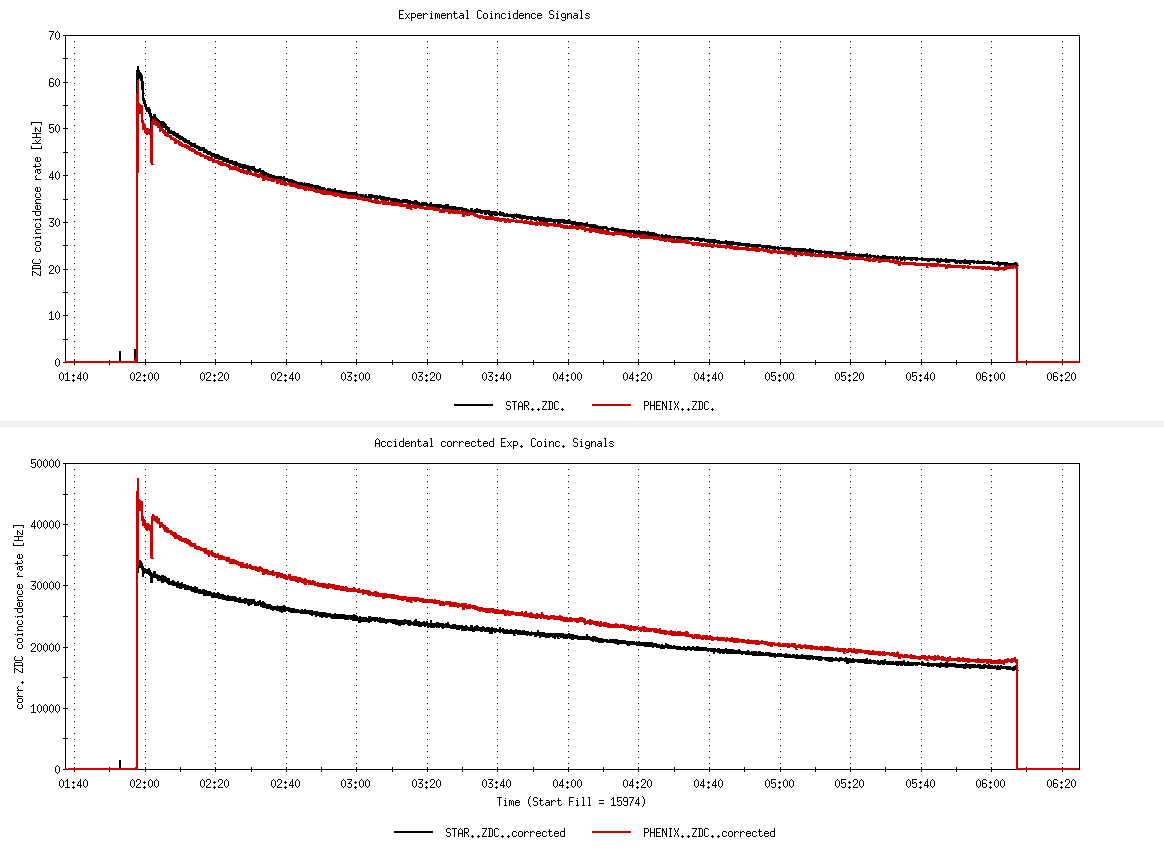 Experimental Coincidence Signals
ZDC coincidence rate [kHz]
70
60
50
40
30
20
10
0
01:40 02:00 02:20 02:40 03:00 03:20 03:40 04:00 04:20 04:40 05:00 05:20 05:40 06:00 06:20
STAR..ZDC. PHENIX..ZDC.
Accidental corrected Exp. Coinc. Signals
corr. ZDC coincidence rate [Hz]
50000
40000
30000
20000
10000
0
01:40 02:00 02:20 02:40 03:00 03:20 03:40 04:00 04:20 04:40 05:00 05:20 05:40 06:00 06:20
Time (Start Fill = 15974)
STAR..ZDC..corrected PHENIX..ZDC..corrected